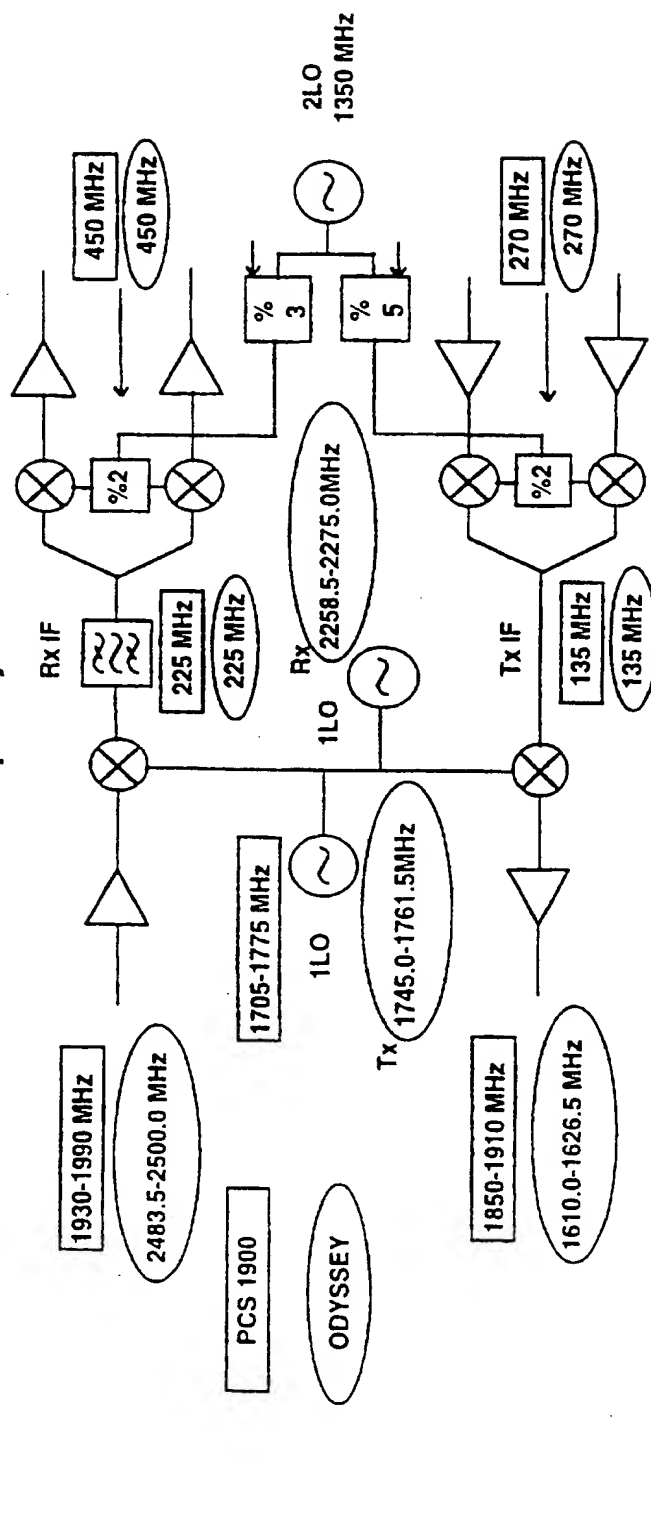 PCS 1900
ODYSSEY
1930-1990 MHz
2483.5-2500.0 MHz
1850-1910 MHz
1610.0-1626.5 MHz
1705-1775 MHz
1LO
Tx
1745.0-1761.5MHz
1LO
Rx
2258.5-2275.0MHz
Rx IF
225 MHz
225 MHz
%2
450 MHz
450 MHz
%
3
%
5
2LO
1350 MHz
Tx IF
135 MHz
135 MHz
%2
270 MHz
270 MHz